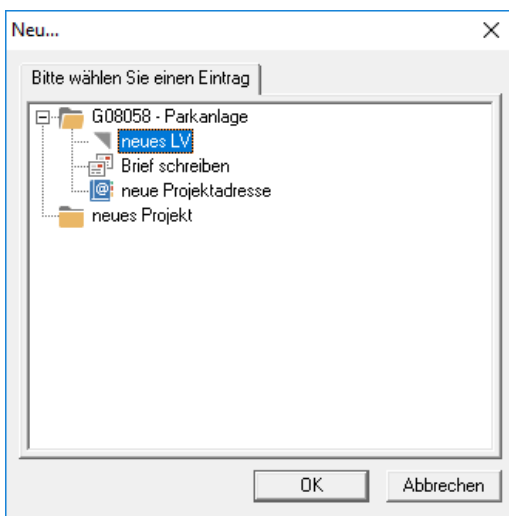 Neu...
Bitte wählen Sie einen Eintrag
G08058 - Parkanlage
neues LV
Brief schreiben
neue Projektadresse
neues Projekt
OK
Abbrechen